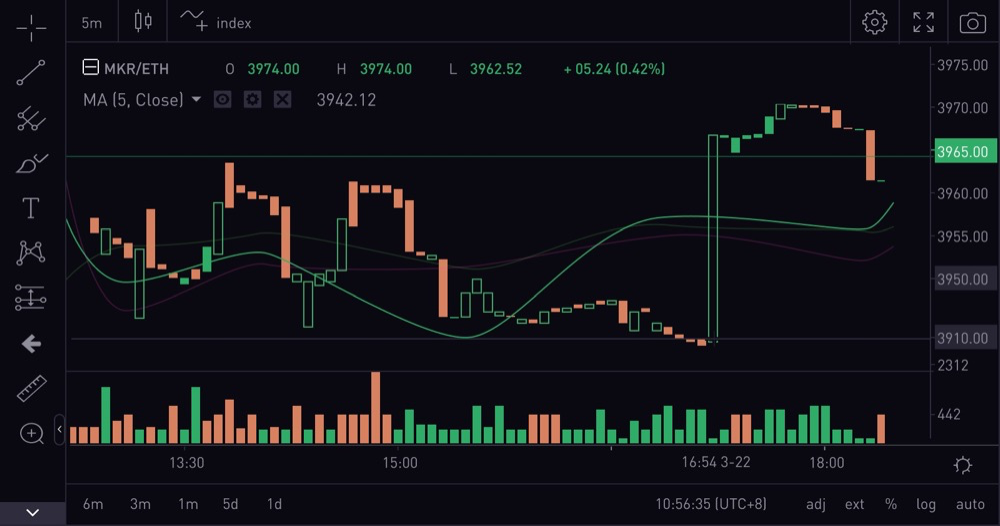 5m index
MKR/ETH O 3974.00 H 3974.00 L 3962.52 + 05.24 (0.42%)
MA (5, Close) 3942.12
3975.00
3970.00
3965.00
3960.00
3955.00
3950.00
3910.00
2312
442
13:30 15:00 16:54 3-22 18:00
6m 3m 1m 5d 1d 10:56:35 (UTC+8) adj ext % log auto